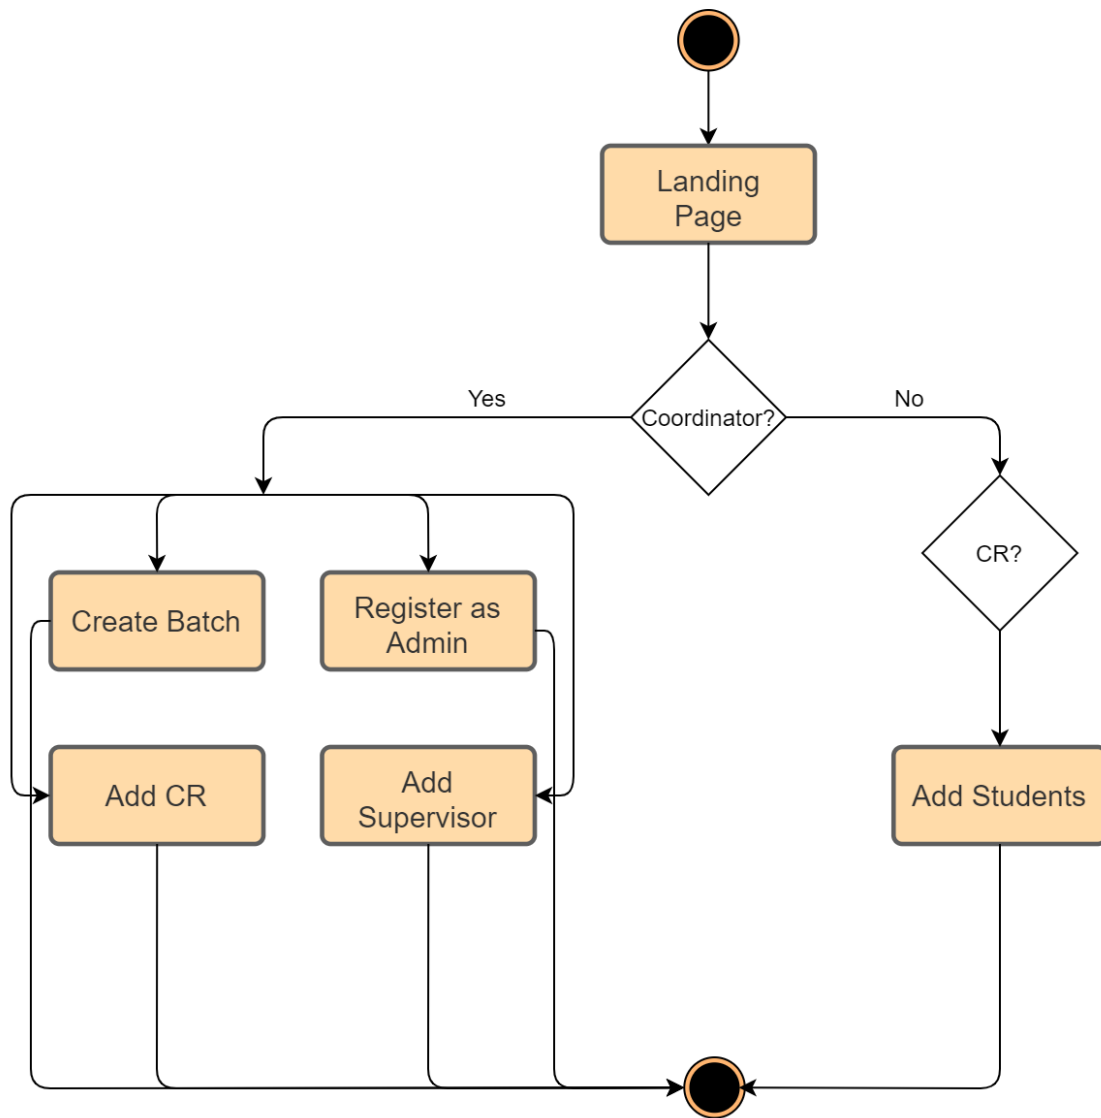 Landing
Page
Coordinator?
Yes
No
CR?
Create Batch
Register as
Admin
Add CR
Add
Supervisor
Add Students